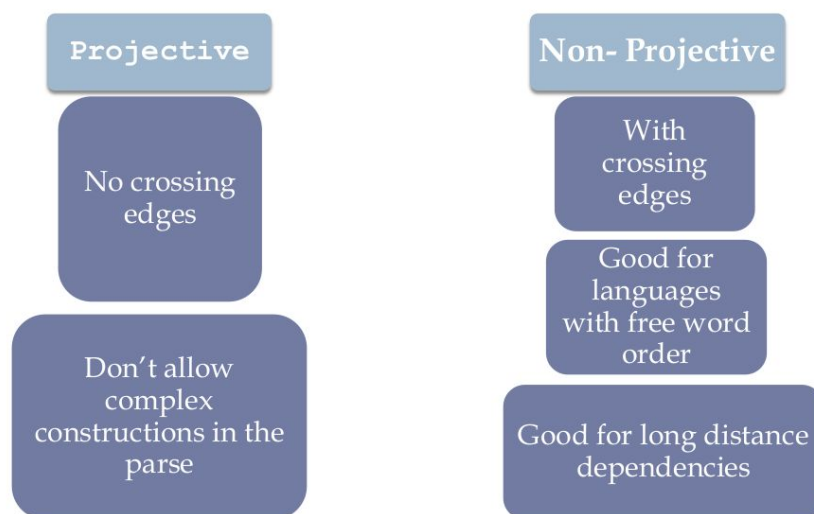 Projective
No crossing
edges
Don't allow
complex
constructions in the
parse
Non- Projective
With
crossing
edges
Good for
languages
with free word
order
Good for long distance
dependencies